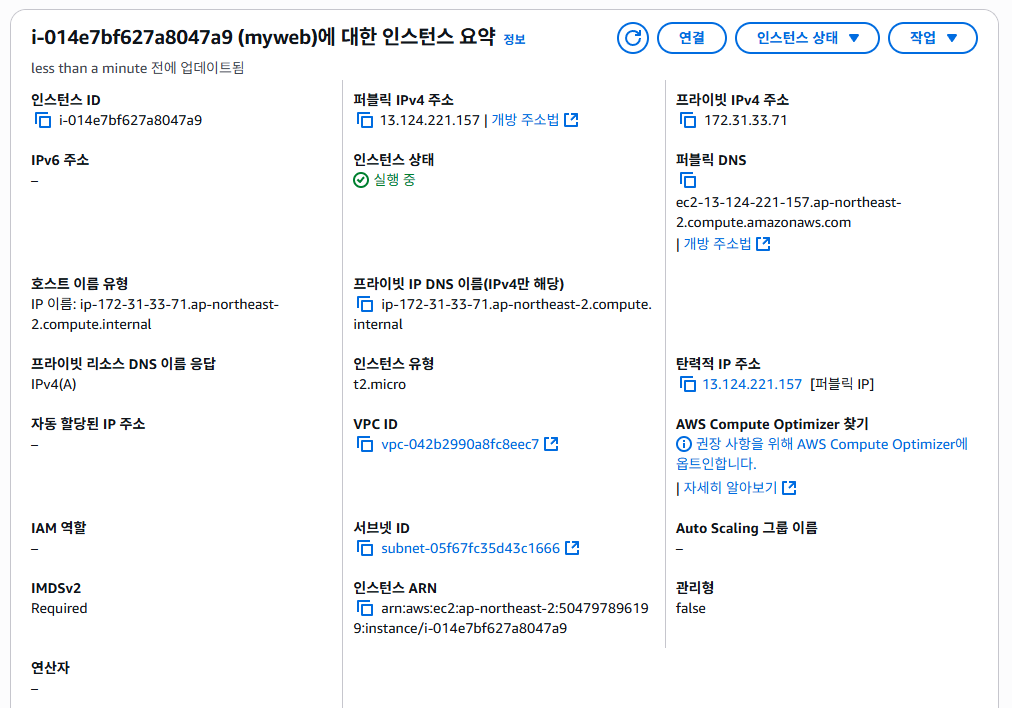 i-014e7bf627a8047a9 (myweb)에 대한 인스턴스 요약 정보
연결
인스턴스 상태
작업
less than a minute 전에 업데이트됨
인스턴스 ID
i-014e7bf627a8047a9
퍼블릭 IPv4 주소
13.124.221.157 | 개방 주소법
프라이빗 IPv4 주소
172.31.33.71
IPv6 주소
–
인스턴스 상태
실행 중
퍼블릭 DNS
ec2-13-124-221-157.ap-northeast-
2.compute.amazonaws.com
| 개방 주소법
호스트 이름 유형
IP 이름: ip-172-31-33-71.ap-northeast-
2.compute.internal
프라이빗 IP DNS 이름(IPv4만 해당)
ip-172-31-33-71.ap-northeast-2.compute.
internal
프라이빗 리소스 DNS 이름 응답
IPv4(A)
인스턴스 유형
t2.micro
탄력적 IP 주소
13.124.221.157 [퍼블릭 IP]
자동 할당된 IP 주소
–
VPC ID
vpc-042b2990a8fc8eec7
AWS Compute Optimizer 찾기
권장 사항을 위해 AWS Compute Optimizer에
옵트인합니다.
| 자세히 알아보기
IAM 역할
–
서브넷 ID
subnet-05f67fc35d43c1666
Auto Scaling 그룹 이름
–
IMDSv2
Required
인스턴스 ARN
arn:aws:ec2:ap-northeast-2:50479789619
9:instance/i-014e7bf627a8047a9
관리형
false
연산자
–